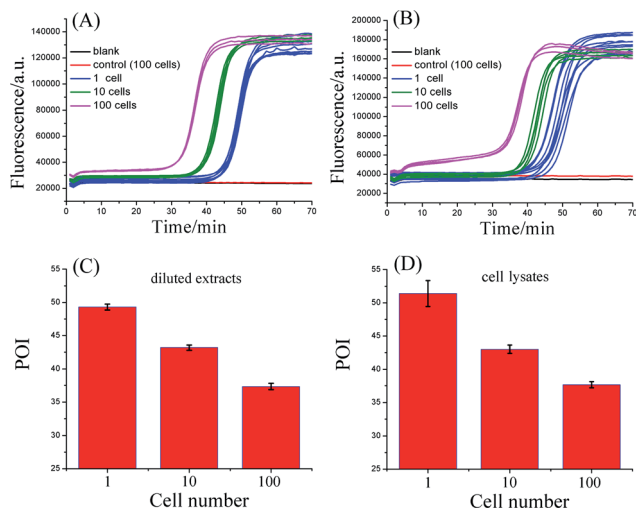 (A)
Fluorescence/a.u.
140000
120000
100000
80000
60000
40000
20000
blank
control (100 cells)
1 cell
10 cells
100 cells
0 10 20 30 40 50 60 70
Time/min
(B)
Fluorescence/a.u.
200000
180000
160000
140000
120000
100000
80000
60000
40000
20000
0
blank
control (100 cells)
1 cell
10 cells
100 cells
0 10 20 30 40 50 60 70
Time/min
(C)
diluted extracts
POI
55
50
45
40
35
30
25
1 10 100
Cell number
(D)
cell lysates
POI
55
50
45
40
35
30
25
1 10 100
Cell number